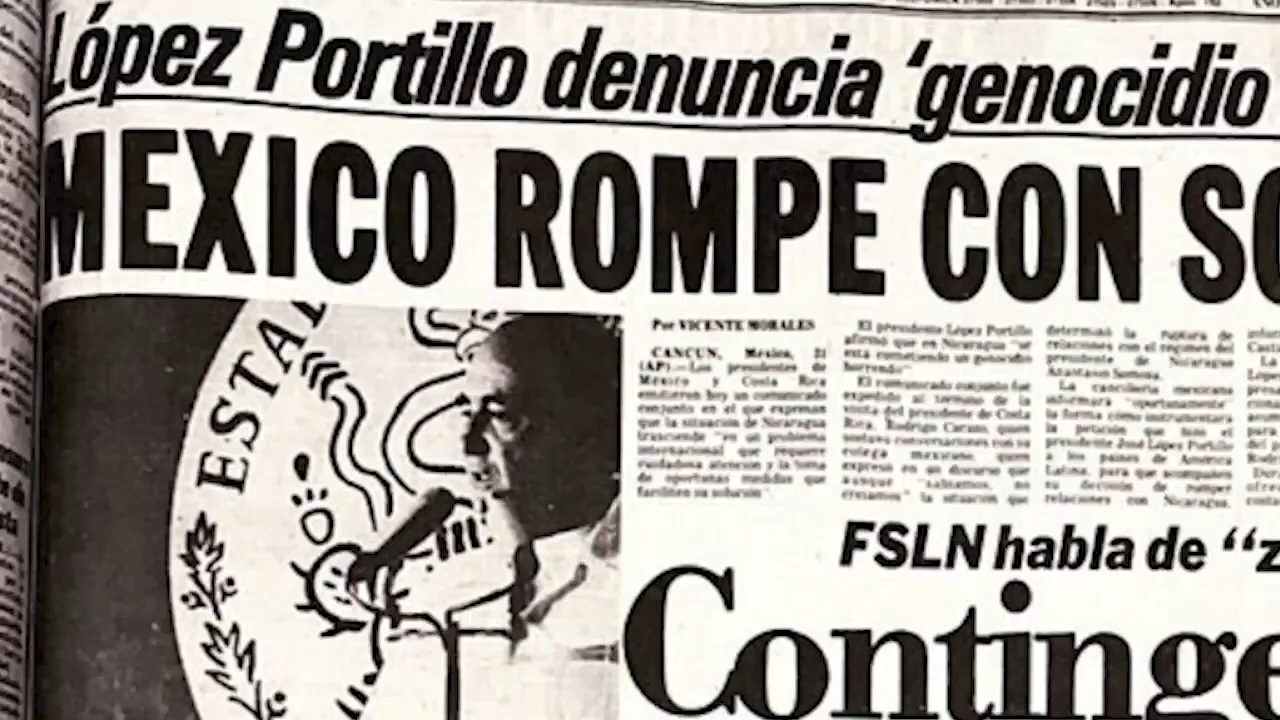 López Portillo denuncia ‘genocidio
MEXICO ROMPE CON SO
ESTAD
Por VICENTE MORALES
CANCUN, México, 21
(AP).—Los presidentes de
México y Costa Rica
emitieron hoy un comunicado
conjunto en el que expresan
que la situación de Nicaragua
trasciende "en un problema
internacional que requiere
cuidadosa atención y la toma
de oportunas medidas que
faciliten su solución".
El presidente López Portillo
afirmó que en Nicaragua "se
está cometiendo un genocidio
horrendo"
El comunicado conjunto fue
expedido al término de la
visita del presidente de Costa
Rica, Rodrigo Carazo, quien
sostuvo conversaciones con su
colega mexicano, quien
expresó en un discurso que
aunque "sabíamos, no
creíamos" la situación que
determinó la ruptura de
relaciones con el régimen del
presidente de Nicaragua
Anastasio Somoza.
La cancillería mexicana
informará "oportunamente"
la forma cómo instrumentará
la petición que hizo el
presidente José López Portillo
a los países de América
Latina, para que acompañen
su decisión de romper
relaciones con Nicaragua.
FSLN habla de “z
Continge